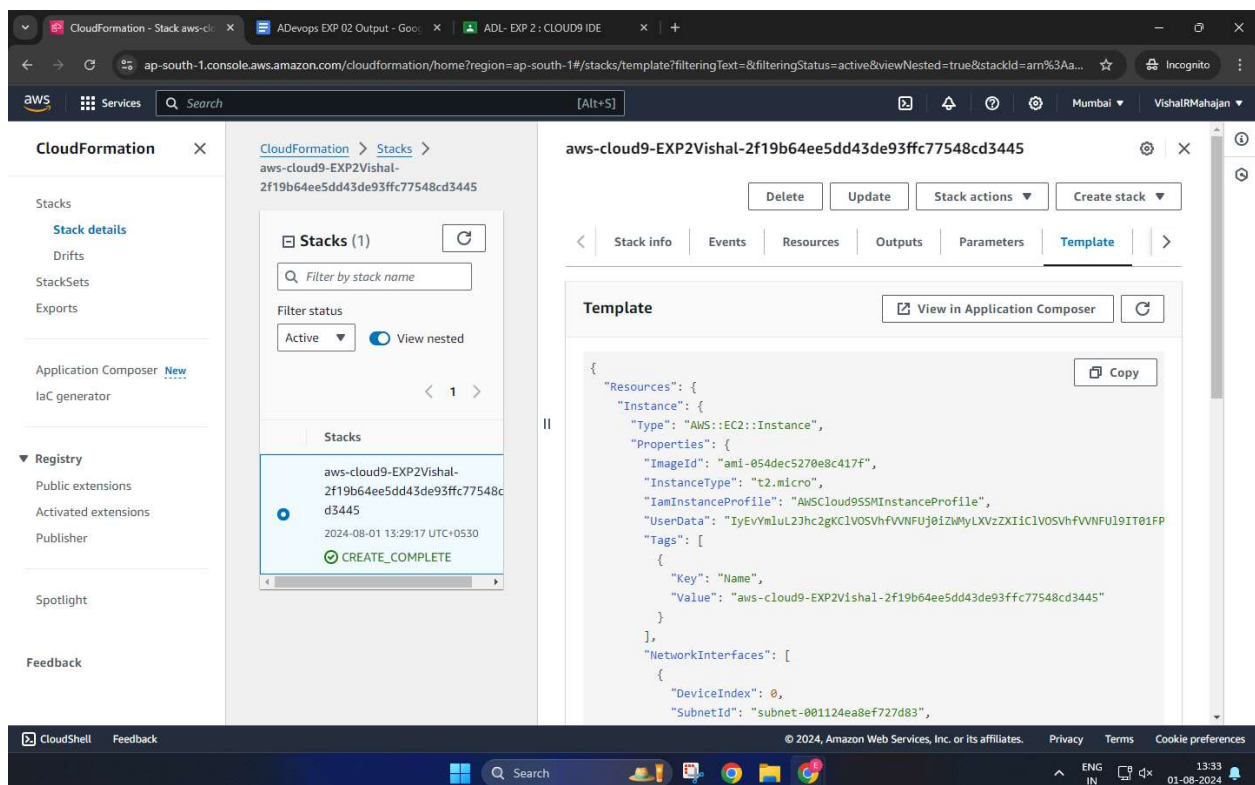 CloudFormation - Stack aws-clo
ADevops EXP 02 Output - Goog
ADL- EXP 2 : CLOUD9 IDE
ap-south-1.console.aws.amazon.com/cloudformation/home?region=ap-south-1#/stacks/template?filteringText=&filteringStatus=active&viewNested=true&stackId=arn%3Aa...
Incognito
aws
Services
Search
[Alt+S]
Mumbai
VishalRMahajan
CloudFormation
Stacks
Stack details
Drifts
StackSets
Exports
Application Composer New
IaC generator
Registry
Public extensions
Activated extensions
Publisher
Spotlight
Feedback
CloudFormation > Stacks >
aws-cloud9-EXP2Vishal-
2f19b64ee5dd43de93ffc77548cd3445
Stacks (1)
Filter by stack name
Filter status
Active
View nested
1
Stacks
aws-cloud9-EXP2Vishal-
2f19b64ee5dd43de93ffc77548c
d3445
2024-08-01 13:29:17 UTC+0530
CREATE_COMPLETE
aws-cloud9-EXP2Vishal-2f19b64ee5dd43de93ffc77548cd3445
Delete
Update
Stack actions
Create stack
Stack info
Events
Resources
Outputs
Parameters
Template
Template
View in Application Composer
Copy
{
"Resources": {
"Instance": {
"Type": "AWS::EC2::Instance",
"Properties": {
"ImageId": "ami-054dec5270e8c417f",
"InstanceType": "t2.micro",
"IamInstanceProfile": "AWSCloud9SSMInstanceProfile",
"UserData":
"Tags": [
{
"Key": "Name",
"Value": "aws-cloud9-EXP2Vishal-2f19b64ee5dd43de93ffc77548cd3445"
}
],
"NetworkInterfaces": [
{
"DeviceIndex": 0,
"SubnetId": "subnet-001124ea8ef727d83",
CloudShell
Feedback
© 2024, Amazon Web Services, Inc. or its affiliates.
Privacy
Terms
Cookie preferences
Search
ENG
IN
13:33
01-08-2024